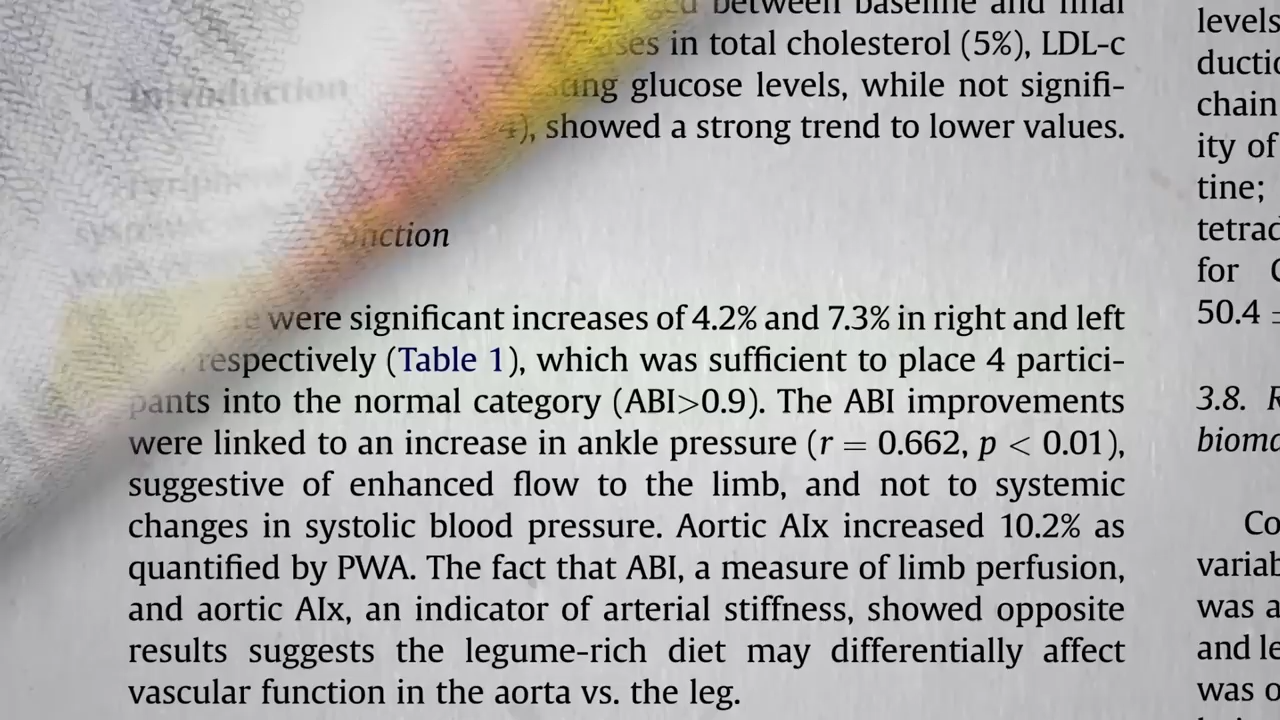 between baseline and final
in total cholesterol (5%), LDL-c
glucose levels, while not signifi-
4), showed a strong trend to lower values.
1. Introduction
were significant increases of 4.2% and 7.3% in right and left
respectively (Table 1), which was sufficient to place 4 partici-
pants into the normal category (ABI>0.9). The ABI improvements
were linked to an increase in ankle pressure (r = 0.662, p < 0.01),
suggestive of enhanced flow to the limb, and not to systemic
changes in systolic blood pressure. Aortic AIx increased 10.2% as
quantified by PWA. The fact that ABI, a measure of limb perfusion,
and aortic AIx, an indicator of arterial stiffness, showed opposite
results suggests the legume-rich diet may differentially affect
vascular function in the aorta vs. the leg.
levels
ductio
chain
ity of
tine;
tetrac
for
50.4 ±
3.8. R
bioma
Co
variab
was a
and le
was o